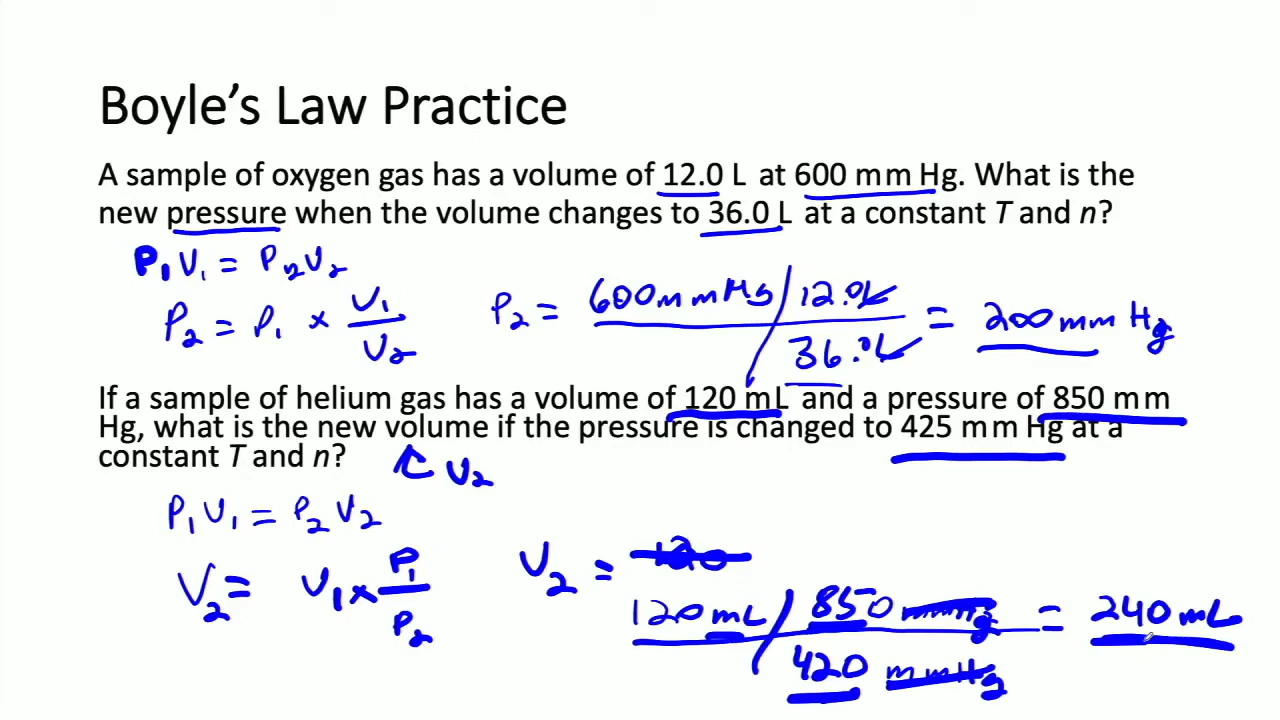 Boyle's Law Practice
A sample of oxygen gas has a volume of 12.0 L at 600 mm Hg. What is the
new pressure when the volume changes to 36.0 L at a constant T and n?
P₁V₁ = P₂V₂
P₂ = P₁ × V₁/V₂
P₂ = 600mmHg / 12.0L / 36.0L = 200mm Hg
If a sample of helium gas has a volume of 120 mL and a pressure of 850 mm
Hg, what is the new volume if the pressure is changed to 425 mm Hg at a
constant T and n?
V₂
P₁V₁ = P₂V₂
V₂ = V₁ × P₁/P₂
V₂ =
120 mL / 850 mmHg / 420 mmHg = 240 mL